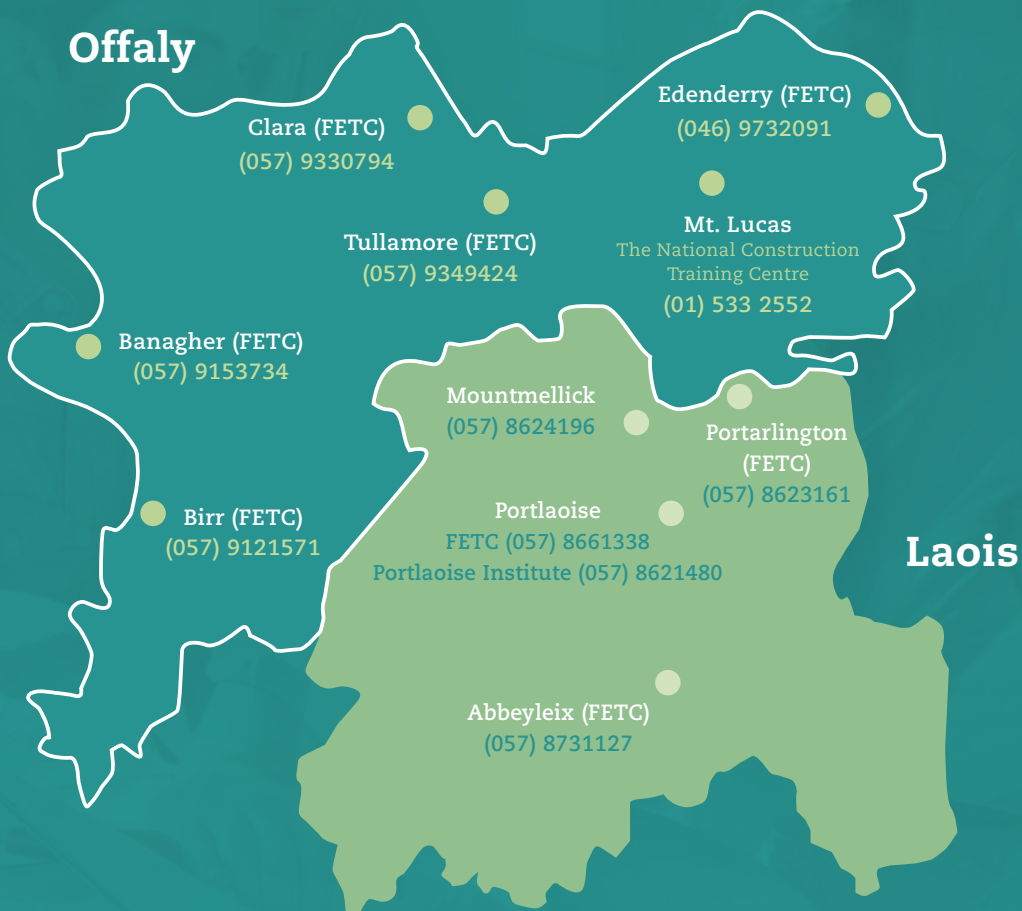 Offaly
Clara (FETC)
(057) 9330794
Edenderry (FETC)
(046) 9732091
Tullamore (FETC)
(057) 9349424
Mt. Lucas
The National Construction
Training Centre
(01) 533 2552
Banagher (FETC)
(057) 9153734
Birr (FETC)
(057) 9121571
Laois
Mountmellick
(057) 8624196
Portarlington
(FETC)
(057) 8623161
Portlaoise
FETC (057) 8661338
Portlaoise Institute (057) 8621480
Abbeyleix (FETC)
(057) 8731127